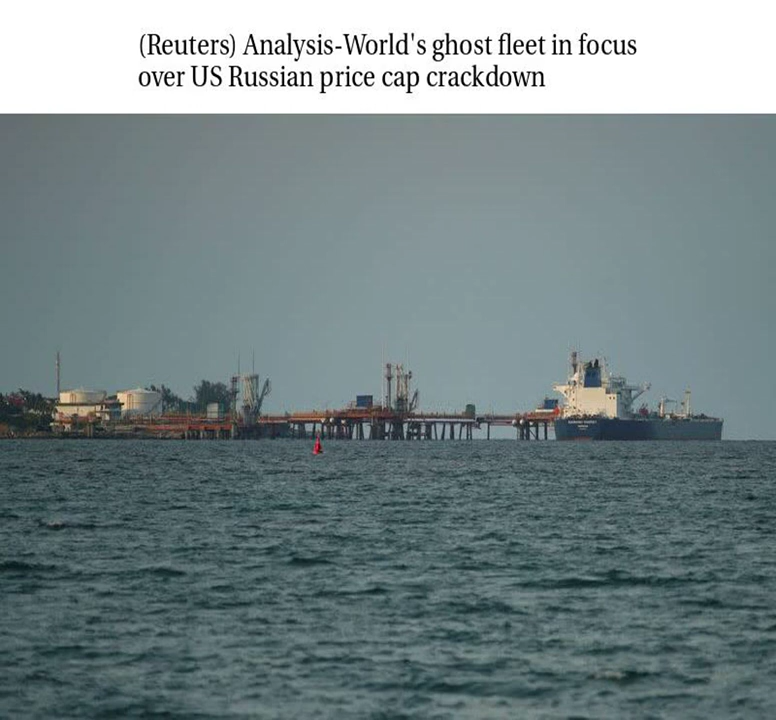 (Reuters) Analysis-World's ghost fleet in focus
over US Russian price cap crackdown